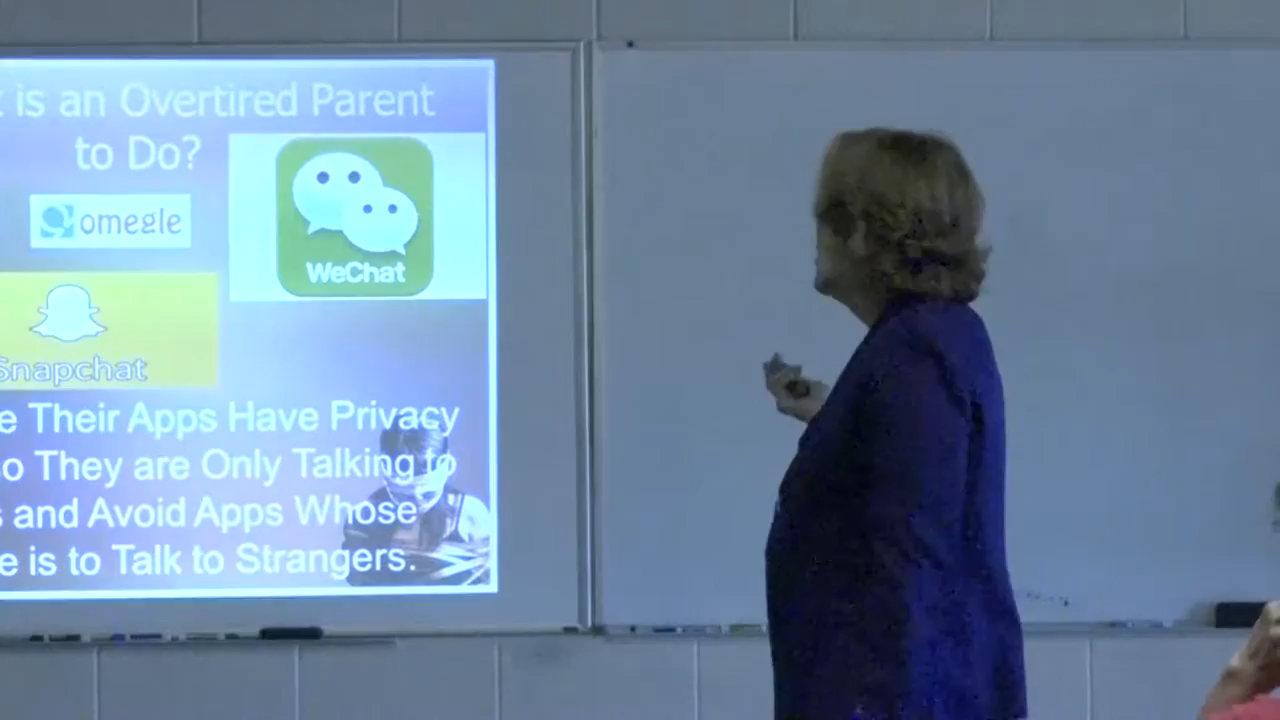 is an Overtired Parent
to Do?
omegle
WeChat
Snapchat
Their Apps Have Privacy
They are Only Talking to
and Avoid Apps Whose
is to Talk to Strangers.